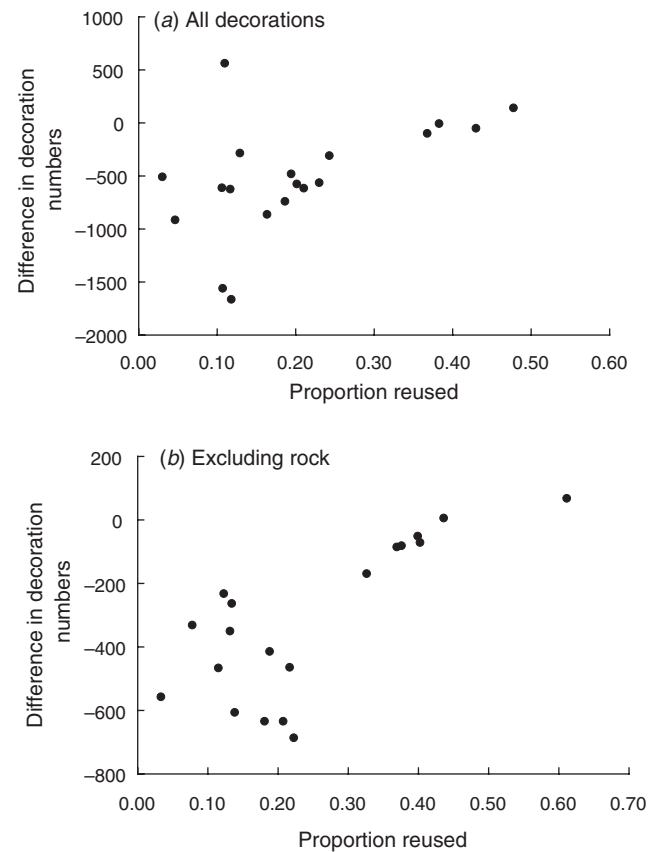 (a) All decorations
1000
500
0
–500
–1000
–1500
–2000
Difference in decoration
numbers
0.00 0.10 0.20 0.30 0.40 0.50 0.60
Proportion reused
(b) Excluding rock
200
0
–200
–400
–600
–800
Difference in decoration
numbers
0.00 0.10 0.20 0.30 0.40 0.50 0.60 0.70
Proportion reused